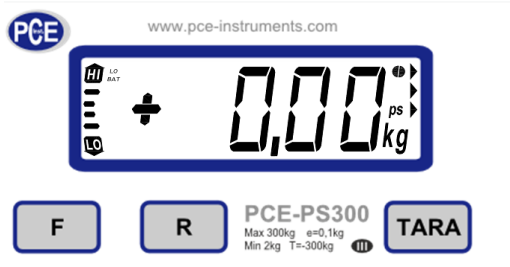 PCE
Inst.
www.pce-instruments.com
HI
LO
BAT
+ 0,00
ps
kg
LO
F
R
PCE-PS300
Max 300kg e=0,1kg
Min 2kg T=-300kg
III
TARA